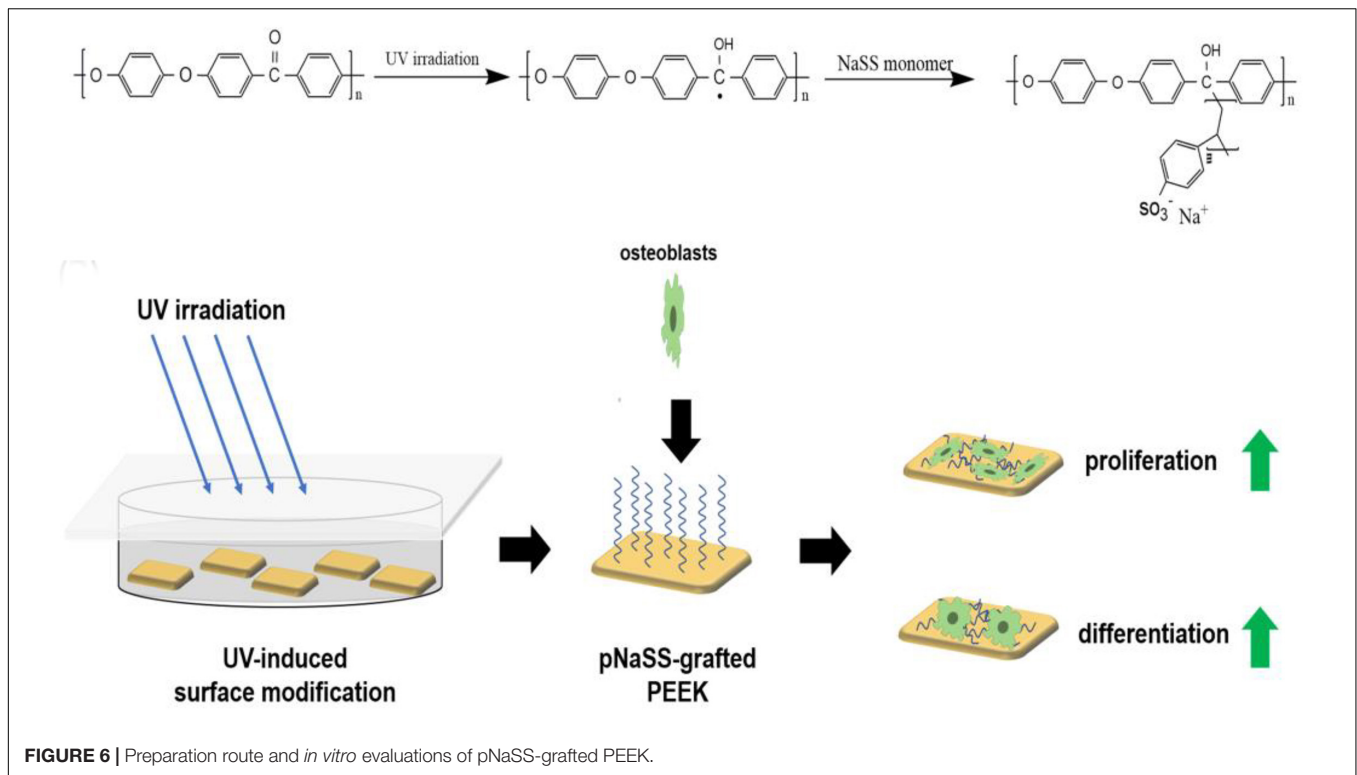 O
OH
OH
UV irradiation
NaSS monomer
O
O
C
n
O
O
C
n
O
O
C
n
m
SO3- Na+
osteoblasts
UV irradiation
proliferation
differentiation
UV-induced
surface modification
pNaSS-grafted
PEEK
FIGURE 6 | Preparation route and in vitro evaluations of pNaSS-grafted PEEK.